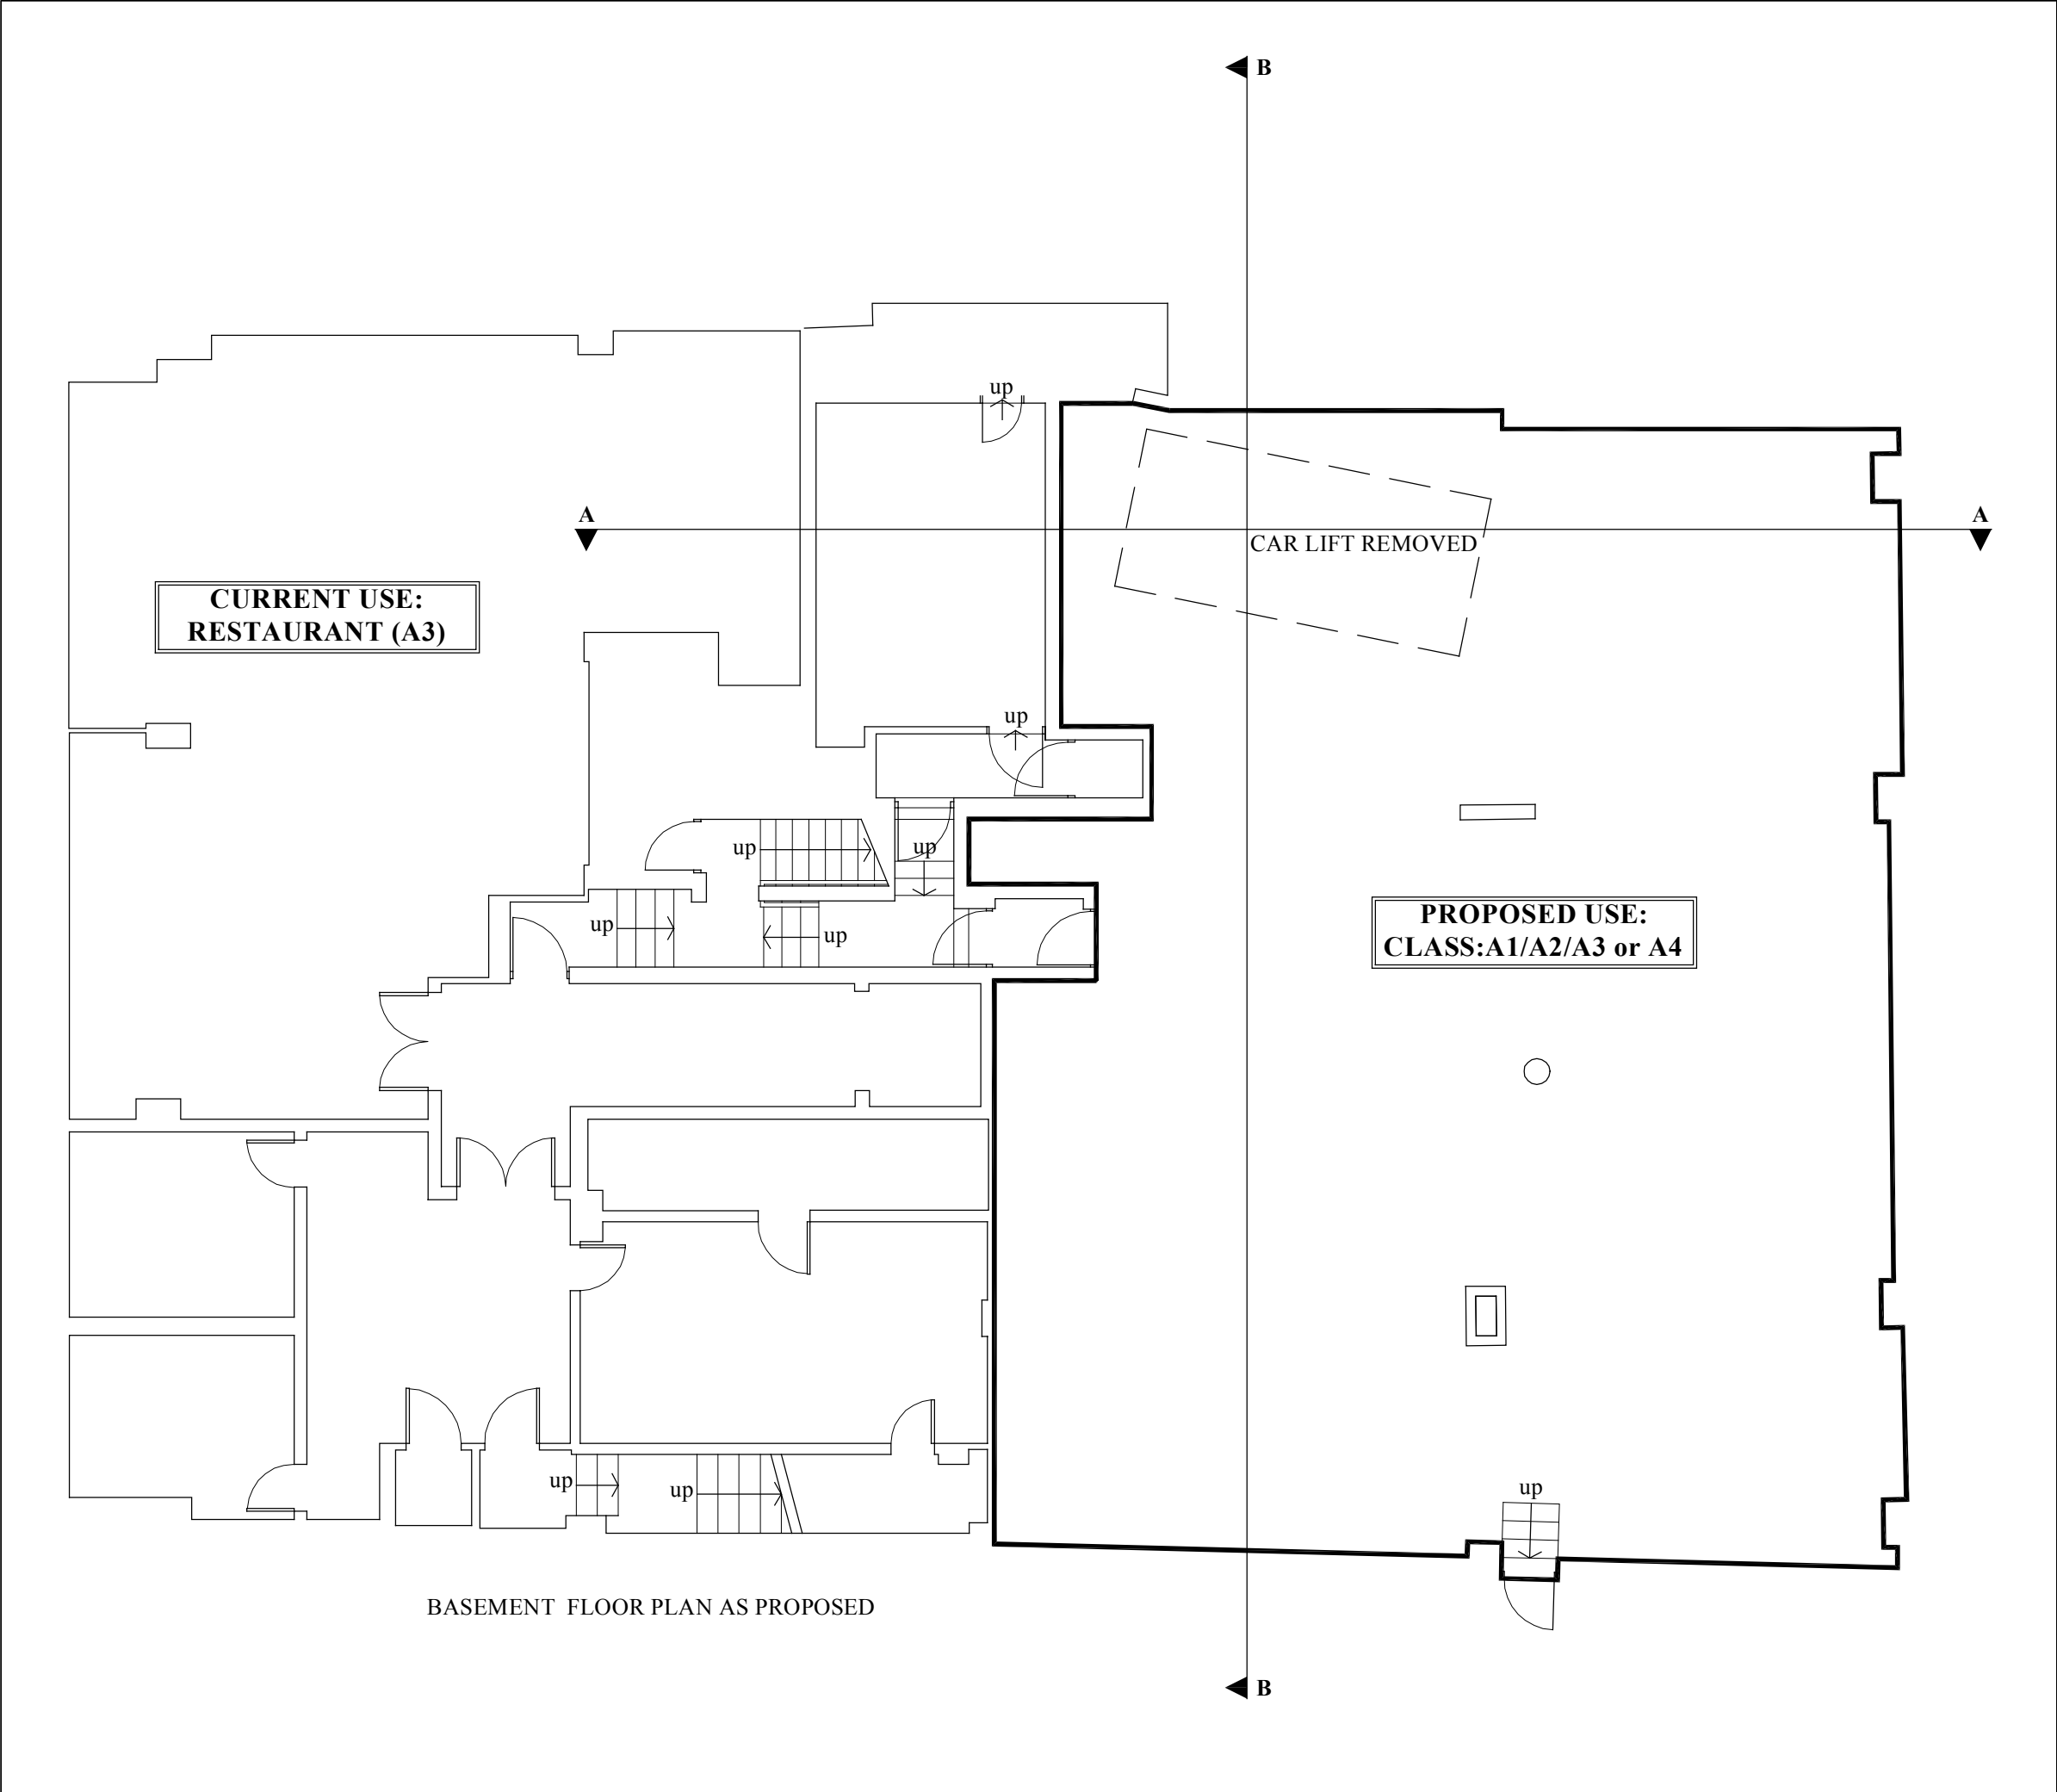 B
up
A
A
CAR LIFT REMOVED
CURRENT USE:
RESTAURANT (A3)
up
up
up
up
up
PROPOSED USE:
CLASS:A1/A2/A3 or A4
up
up
up
BASEMENT FLOOR PLAN AS PROPOSED
B